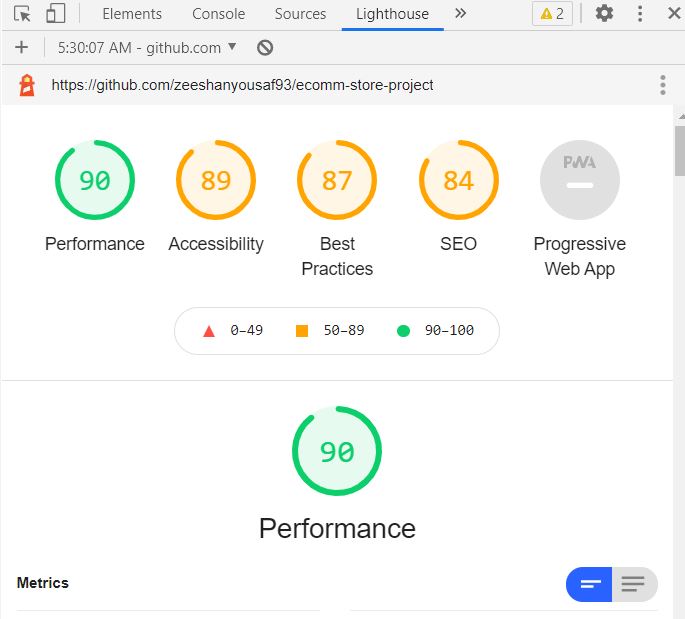 Elements Console Sources Lighthouse » 2
+ 5:30:07 AM - github.com
https://github.com/zeeshanyousaf93/ecomm-store-project
90 89 87 84 PWA
Performance Accessibility Best Practices SEO Progressive Web App
0–49 50–89 90–100
90
Performance
Metrics